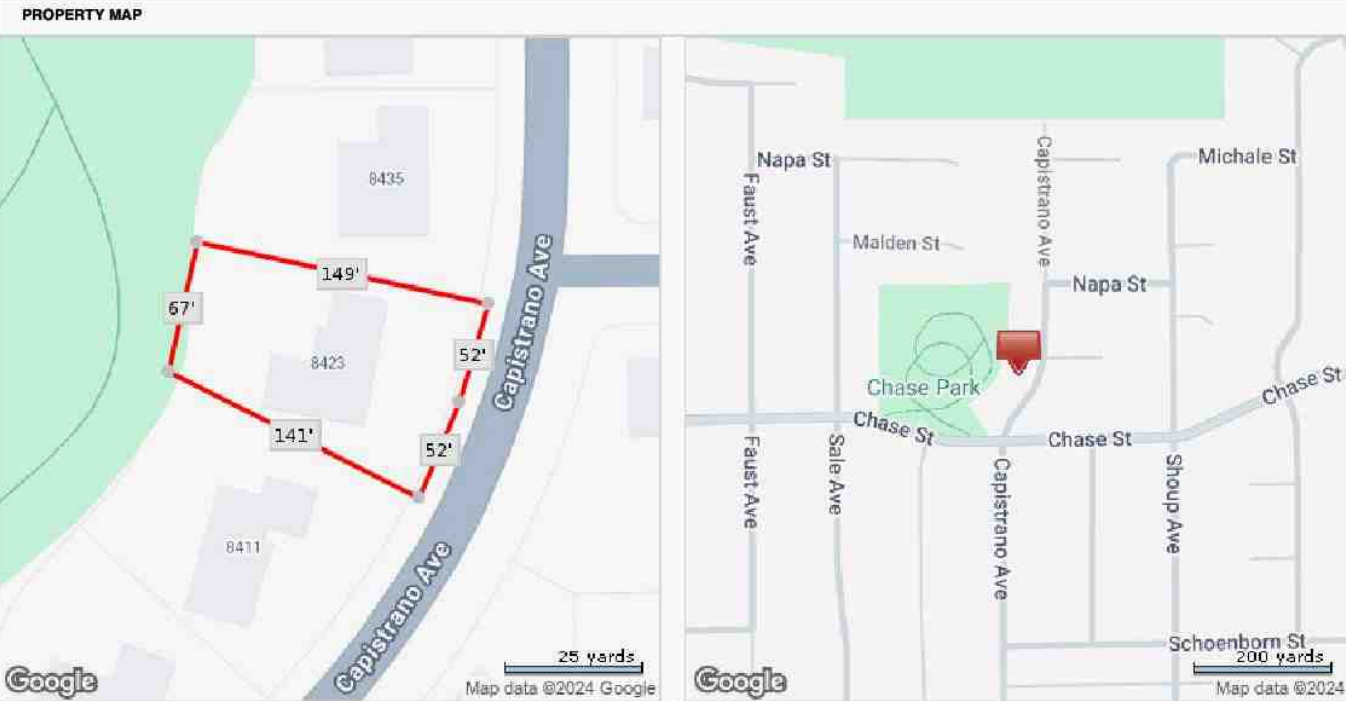 PROPERTY MAP
8435
149'
67'
8423
52'
141'
52'
8411
Capistrano Ave
Capistrano Ave
Google
25 yards
Map data ©2024 Google
Napa St
Michale St
Capistrano Ave
Faust Ave
Malden St
Napa St
Chase Park
Chase St
Chase St
Chase St
Faust Ave
Sale Ave
Capistrano Ave
Shoup Ave
Schoenborn St
200 yards
Google
Map data ©2024